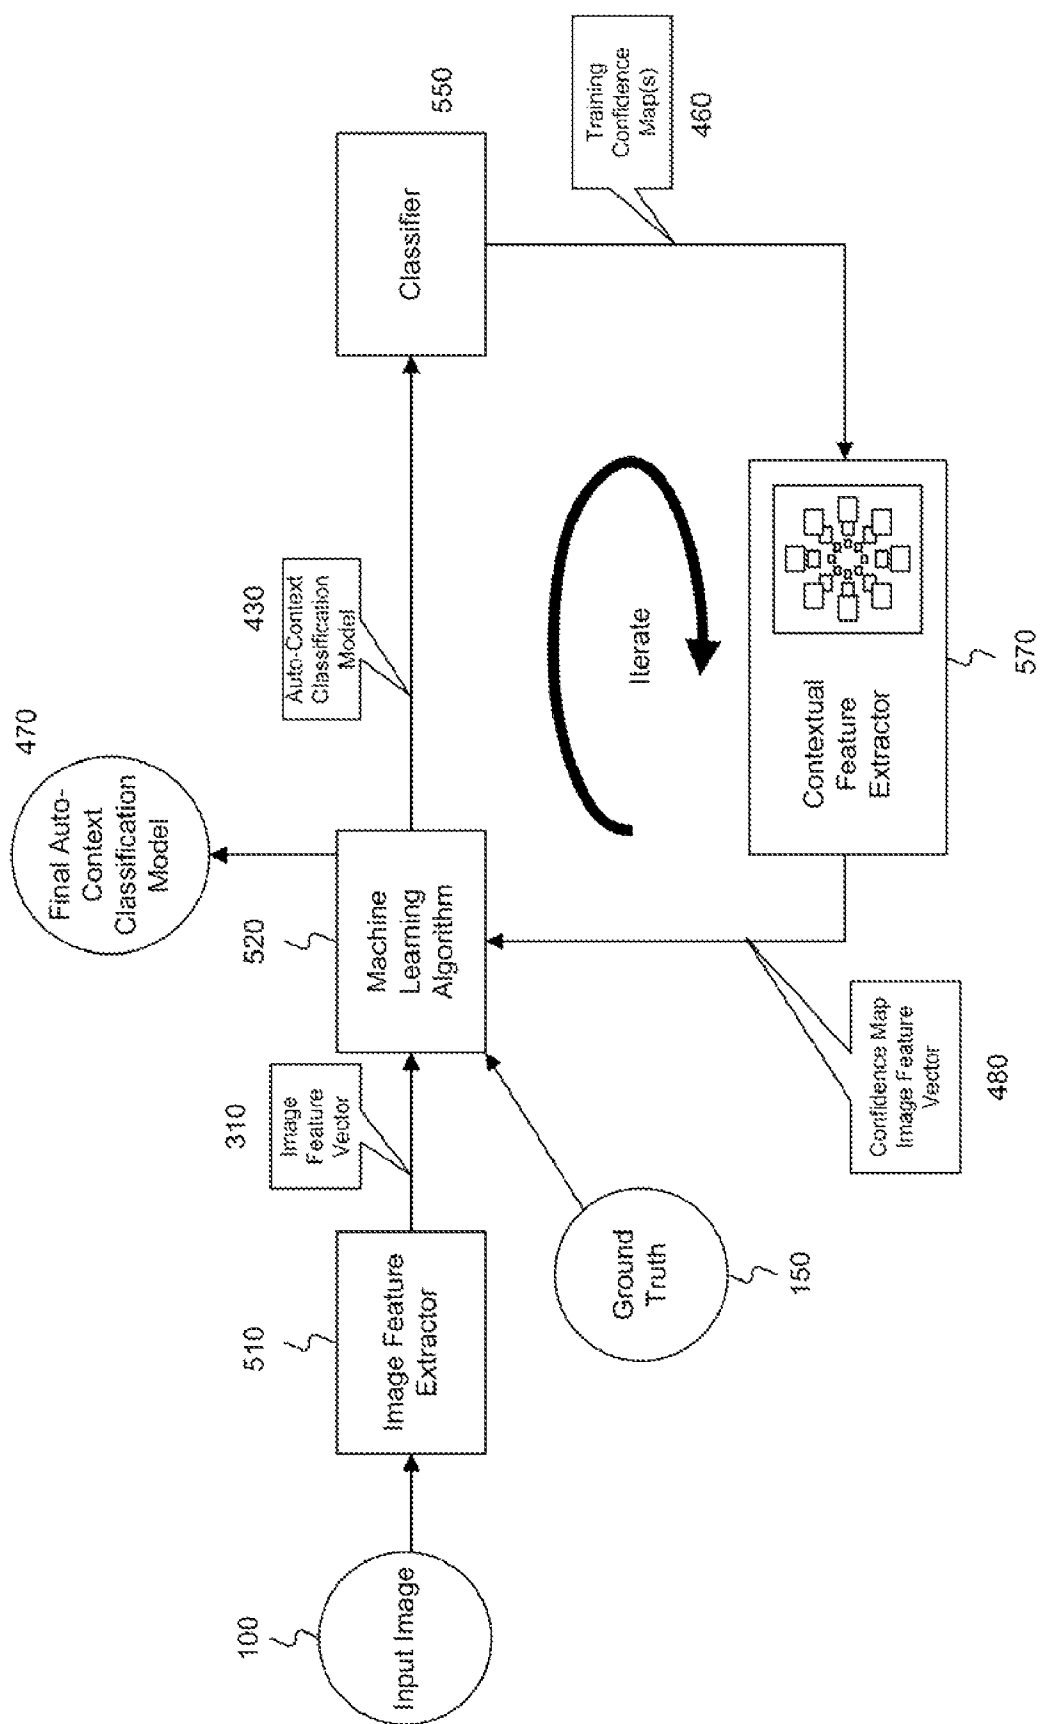 470
Final Auto-
Context
Classification
Model
430
Auto-Context
Classification
Model
550
Classifier
520
Machine
Learning
Algorithm
310
Image
Feature
Vector
510
Image Feature
Extractor
100
Input Image
Ground
Truth
150
Iterate
Training
Confidence
Map(s)
460
Contextual
Feature
Extractor
570
Confidence Map
Image Feature
Vector
480